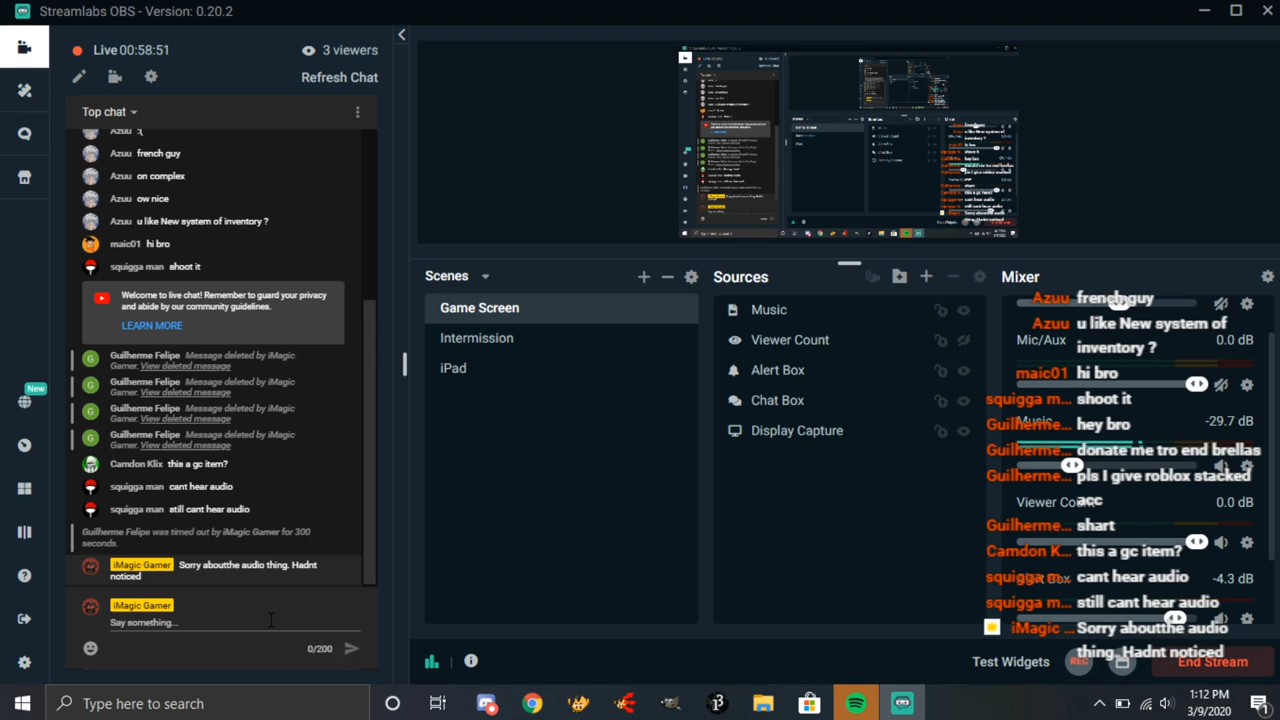 Streamlabs OBS - Version: 0.20.2
Live 00:58:51
3 viewers
Refresh Chat
Top chat
Azuu :(
Azuu french guy
Azuu on complex
Azuu ow nice
Azuu u like New system of inventory ?
maic01 hi bro
squigga man shoot it
Welcome to live chat! Remember to guard your privacy
and abide by our community guidelines.
LEARN MORE
Guilherme Felipe Message deleted by iMagic
Gamer. View deleted message
Guilherme Felipe Message deleted by iMagic
Gamer. View deleted message
Guilherme Felipe Message deleted by iMagic
Gamer. View deleted message
Guilherme Felipe Message deleted by iMagic
Gamer. View deleted message
Camdon Klix this a gc item?
squigga man cant hear audio
squigga man still cant hear audio
Guilherme Felipe was timed out by iMagic Gamer for 300
seconds.
iMagic Gamer Sorry aboutthe audio thing. Hadnt
noticed
iMagic Gamer
Say something...
0/200
New
Scenes
Game Screen
Intermission
iPad
Sources
Music
Viewer Count
Alert Box
Chat Box
Display Capture
Mixer
Azuu french guy
Azuu u like New system of
inventory ?
Mic/Aux 0.0 dB
maic01 hi bro
squigga m... shoot it
Music -29.7 dB
Guilherme... hey bro
Guilherme... donate me tro end brellas
Guilherme... pls I give roblox stacked
acc
Viewer Count 0.0 dB
Guilherme... shart
Camdon K... this a gc item?
squigga m... cant hear audio
-4.3 dB
squigga m... still cant hear audio
iMagic ... Sorry aboutthe audio
thing. Hadnt noticed
Test Widgets
REC
End Stream
Type here to search
1:12 PM
3/9/2020